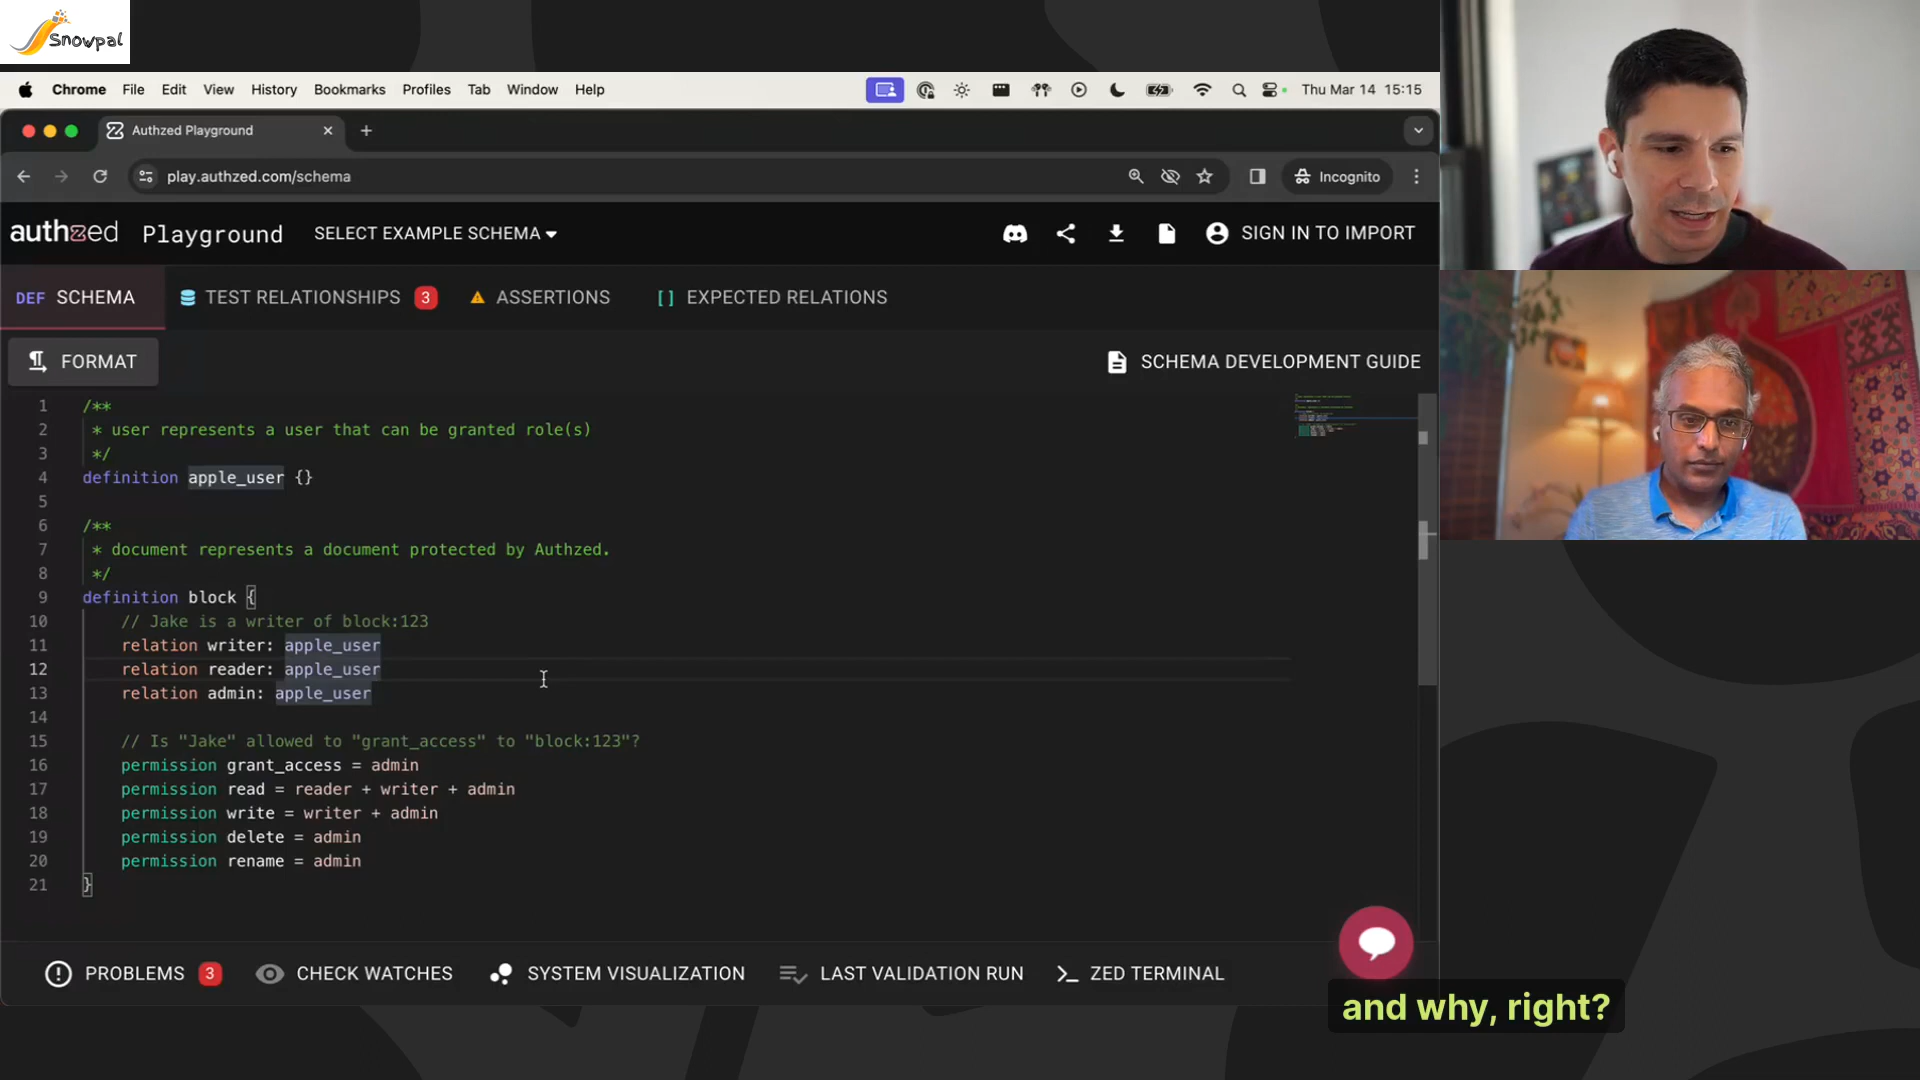 Snowpal
Chrome File Edit View History Bookmarks Profiles Tab Window Help Thu Mar 14 15:15
Authzed Playground
play.authzed.com/schema Incognito
authzed Playground SELECT EXAMPLE SCHEMA SIGN IN TO IMPORT
DEF SCHEMA TEST RELATIONSHIPS 3 ASSERTIONS [ ] EXPECTED RELATIONS
FORMAT SCHEMA DEVELOPMENT GUIDE
1 /**
2 * user represents a user that can be granted role(s)
3 */
4 definition apple_user {}
5
6 /**
7 * document represents a document protected by Authzed.
8 */
9 definition block {
10 // Jake is a writer of block:123
11 relation writer: apple_user
12 relation reader: apple_user
13 relation admin: apple_user
14
15 // Is "Jake" allowed to "grant_access" to "block:123"?
16 permission grant_access = admin
17 permission read = reader + writer + admin
18 permission write = writer + admin
19 permission delete = admin
20 permission rename = admin
21 }
PROBLEMS 3 CHECK WATCHES SYSTEM VISUALIZATION LAST VALIDATION RUN ZED TERMINAL
and why, right?